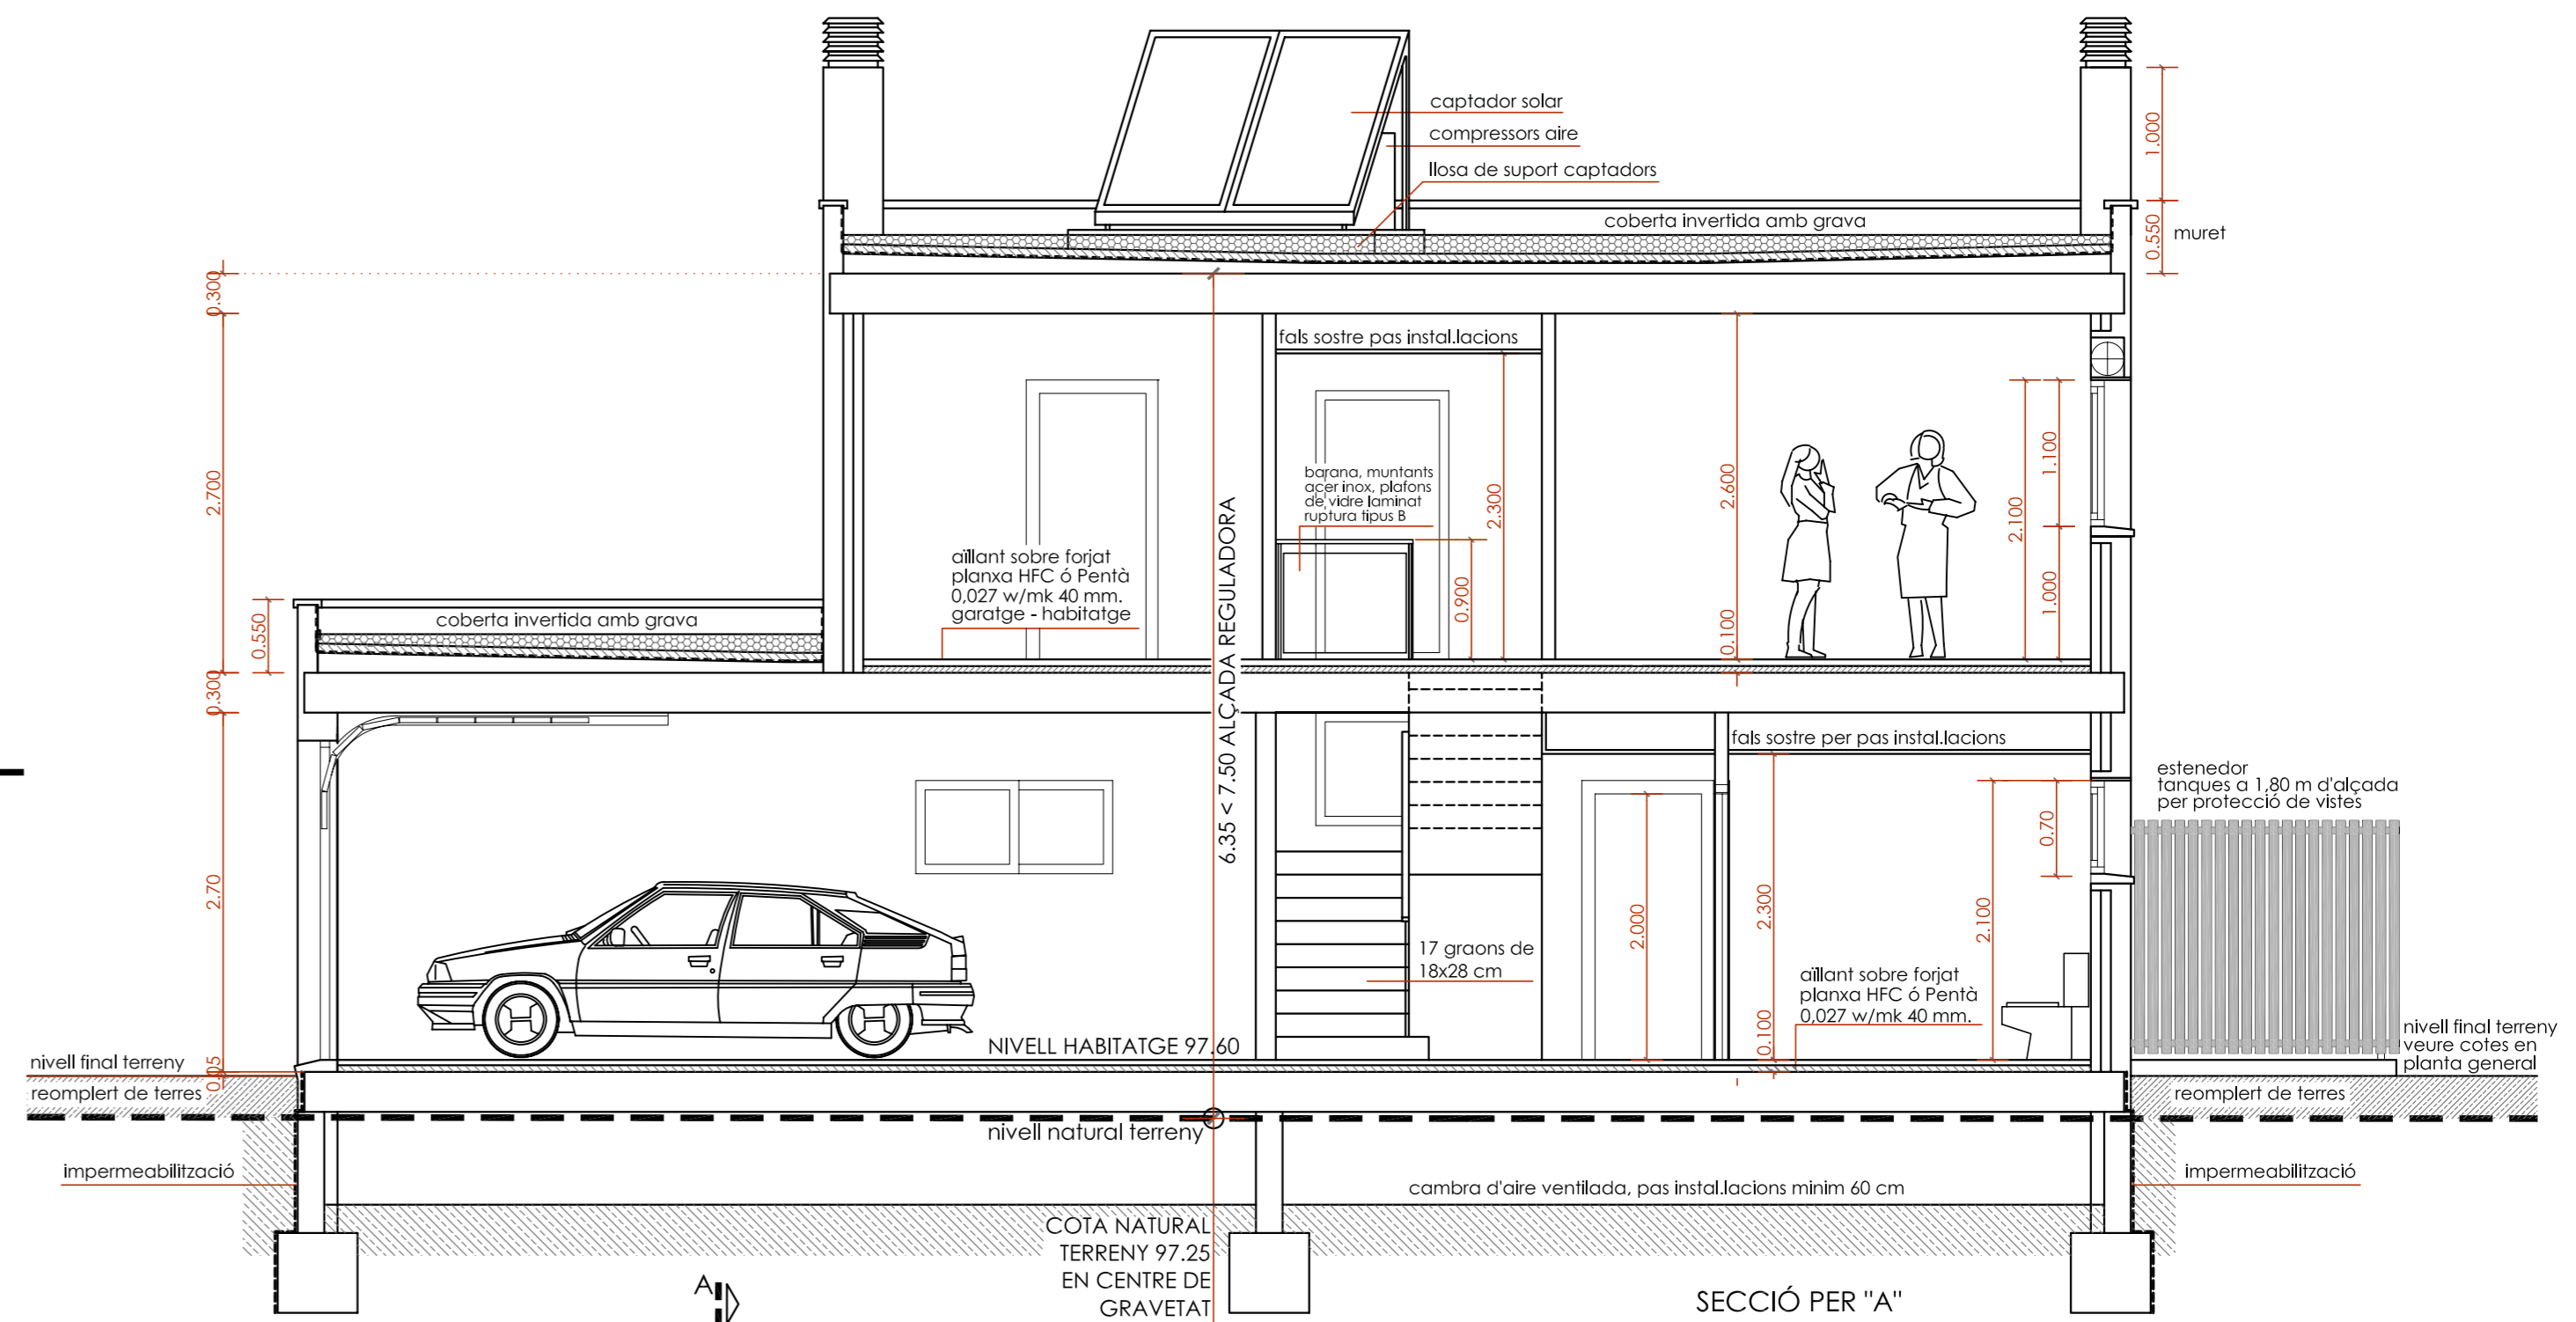 captador solar
compressors aire
llosa de suport captadors
coberta invertida amb grava
1.000
0.550
muret
0.300
2.700
0.550
0.300
2.70
0.05
fals sostre pas instal.lacions
barana, muntants
acer inox, plafons
de vidre laminat
ruptura tipus B
2.300
0.900
2.600
0.100
2.100
1.100
1.000
aïllant sobre forjat
planxa HFC ó Pentà
0,027 w/mk 40 mm.
garatge - habitatge
coberta invertida amb grava
6.35 < 7.50 ALÇADA REGULADORA
fals sostre per pas instal.lacions
estenedor
tanques a 1,80 m d'alçada
per protecció de vistes
2.000
2.300
0.100
2.100
0.70
17 graons de
18x28 cm
aïllant sobre forjat
planxa HFC ó Pentà
0,027 w/mk 40 mm.
NIVELL HABITATGE 97.60
nivell final terreny
reomplert de terres
nivell final terreny
veure cotes en
planta general
reomplert de terres
nivell natural terreny
impermeabilització
impermeabilització
cambra d'aire ventilada, pas instal.lacions minim 60 cm
COTA NATURAL
TERRENY 97.25
EN CENTRE DE
GRAVETAT
A
SECCIÓ PER "A"